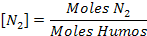 [N₂] = Moles N₂ / Moles Humos